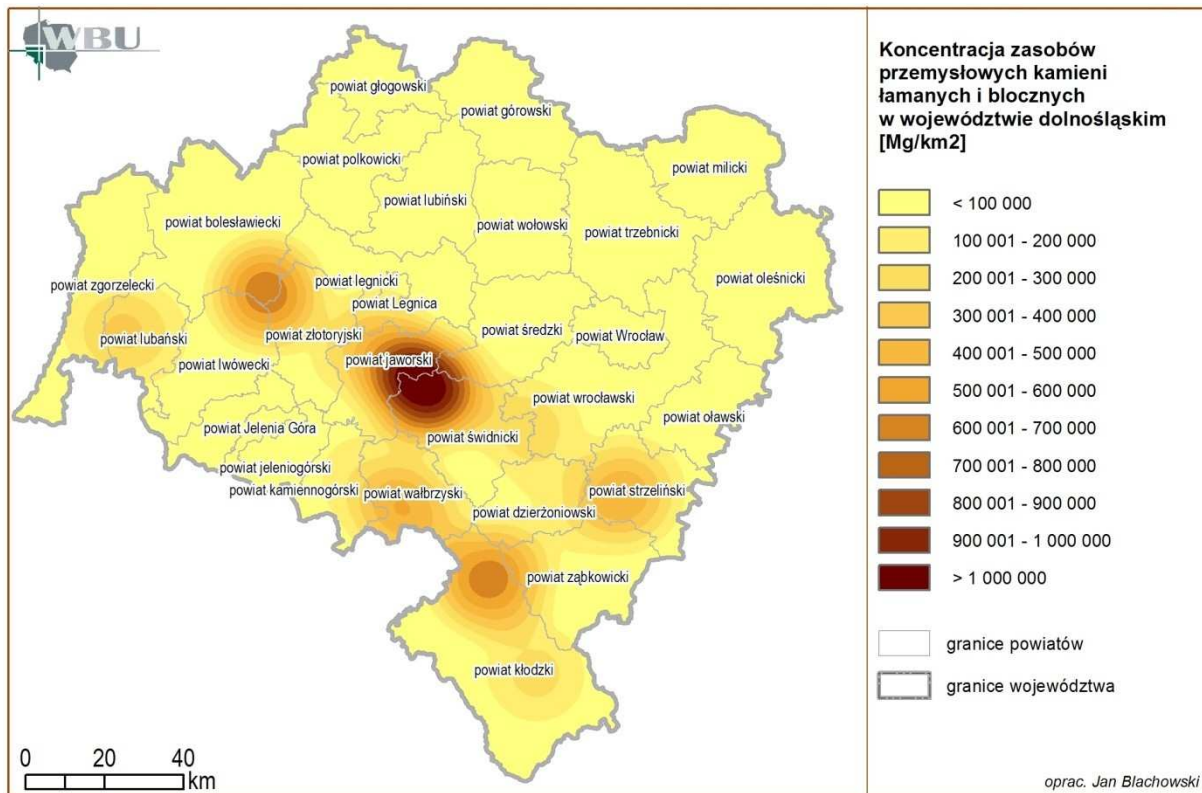 WBU
Koncentracja zasobów
przemysłowych kamieni
łamanych i blocznych
w województwie dolnośląskim
[Mg/km2]
< 100 000
100 001 - 200 000
200 001 - 300 000
300 001 - 400 000
400 001 - 500 000
500 001 - 600 000
600 001 - 700 000
700 001 - 800 000
800 001 - 900 000
900 001 - 1 000 000
> 1 000 000
granice powiatów
granice województwa
powiat głogowski
powiat górowski
powiat polkowicki
powiat milicki
powiat lubiński
powiat bolesławiecki
powiat wołowski
powiat trzebnicki
powiat oleśnicki
powiat zgorzelecki
powiat legnicki
powiat Legnica
powiat lubański
powiat złotoryjski
powiat średzki
powiat Wrocław
powiat lwówecki
powiat jaworski
powiat wrocławski
powiat oławski
powiat Jelenia Góra
powiat świdnicki
powiat jeleniogórski
powiat kamiennogórski
powiat wałbrzyski
powiat strzeliński
powiat dzierżoniowski
powiat ząbkowicki
powiat kłodzki
0 20 40
km
oprac. Jan Blachowski